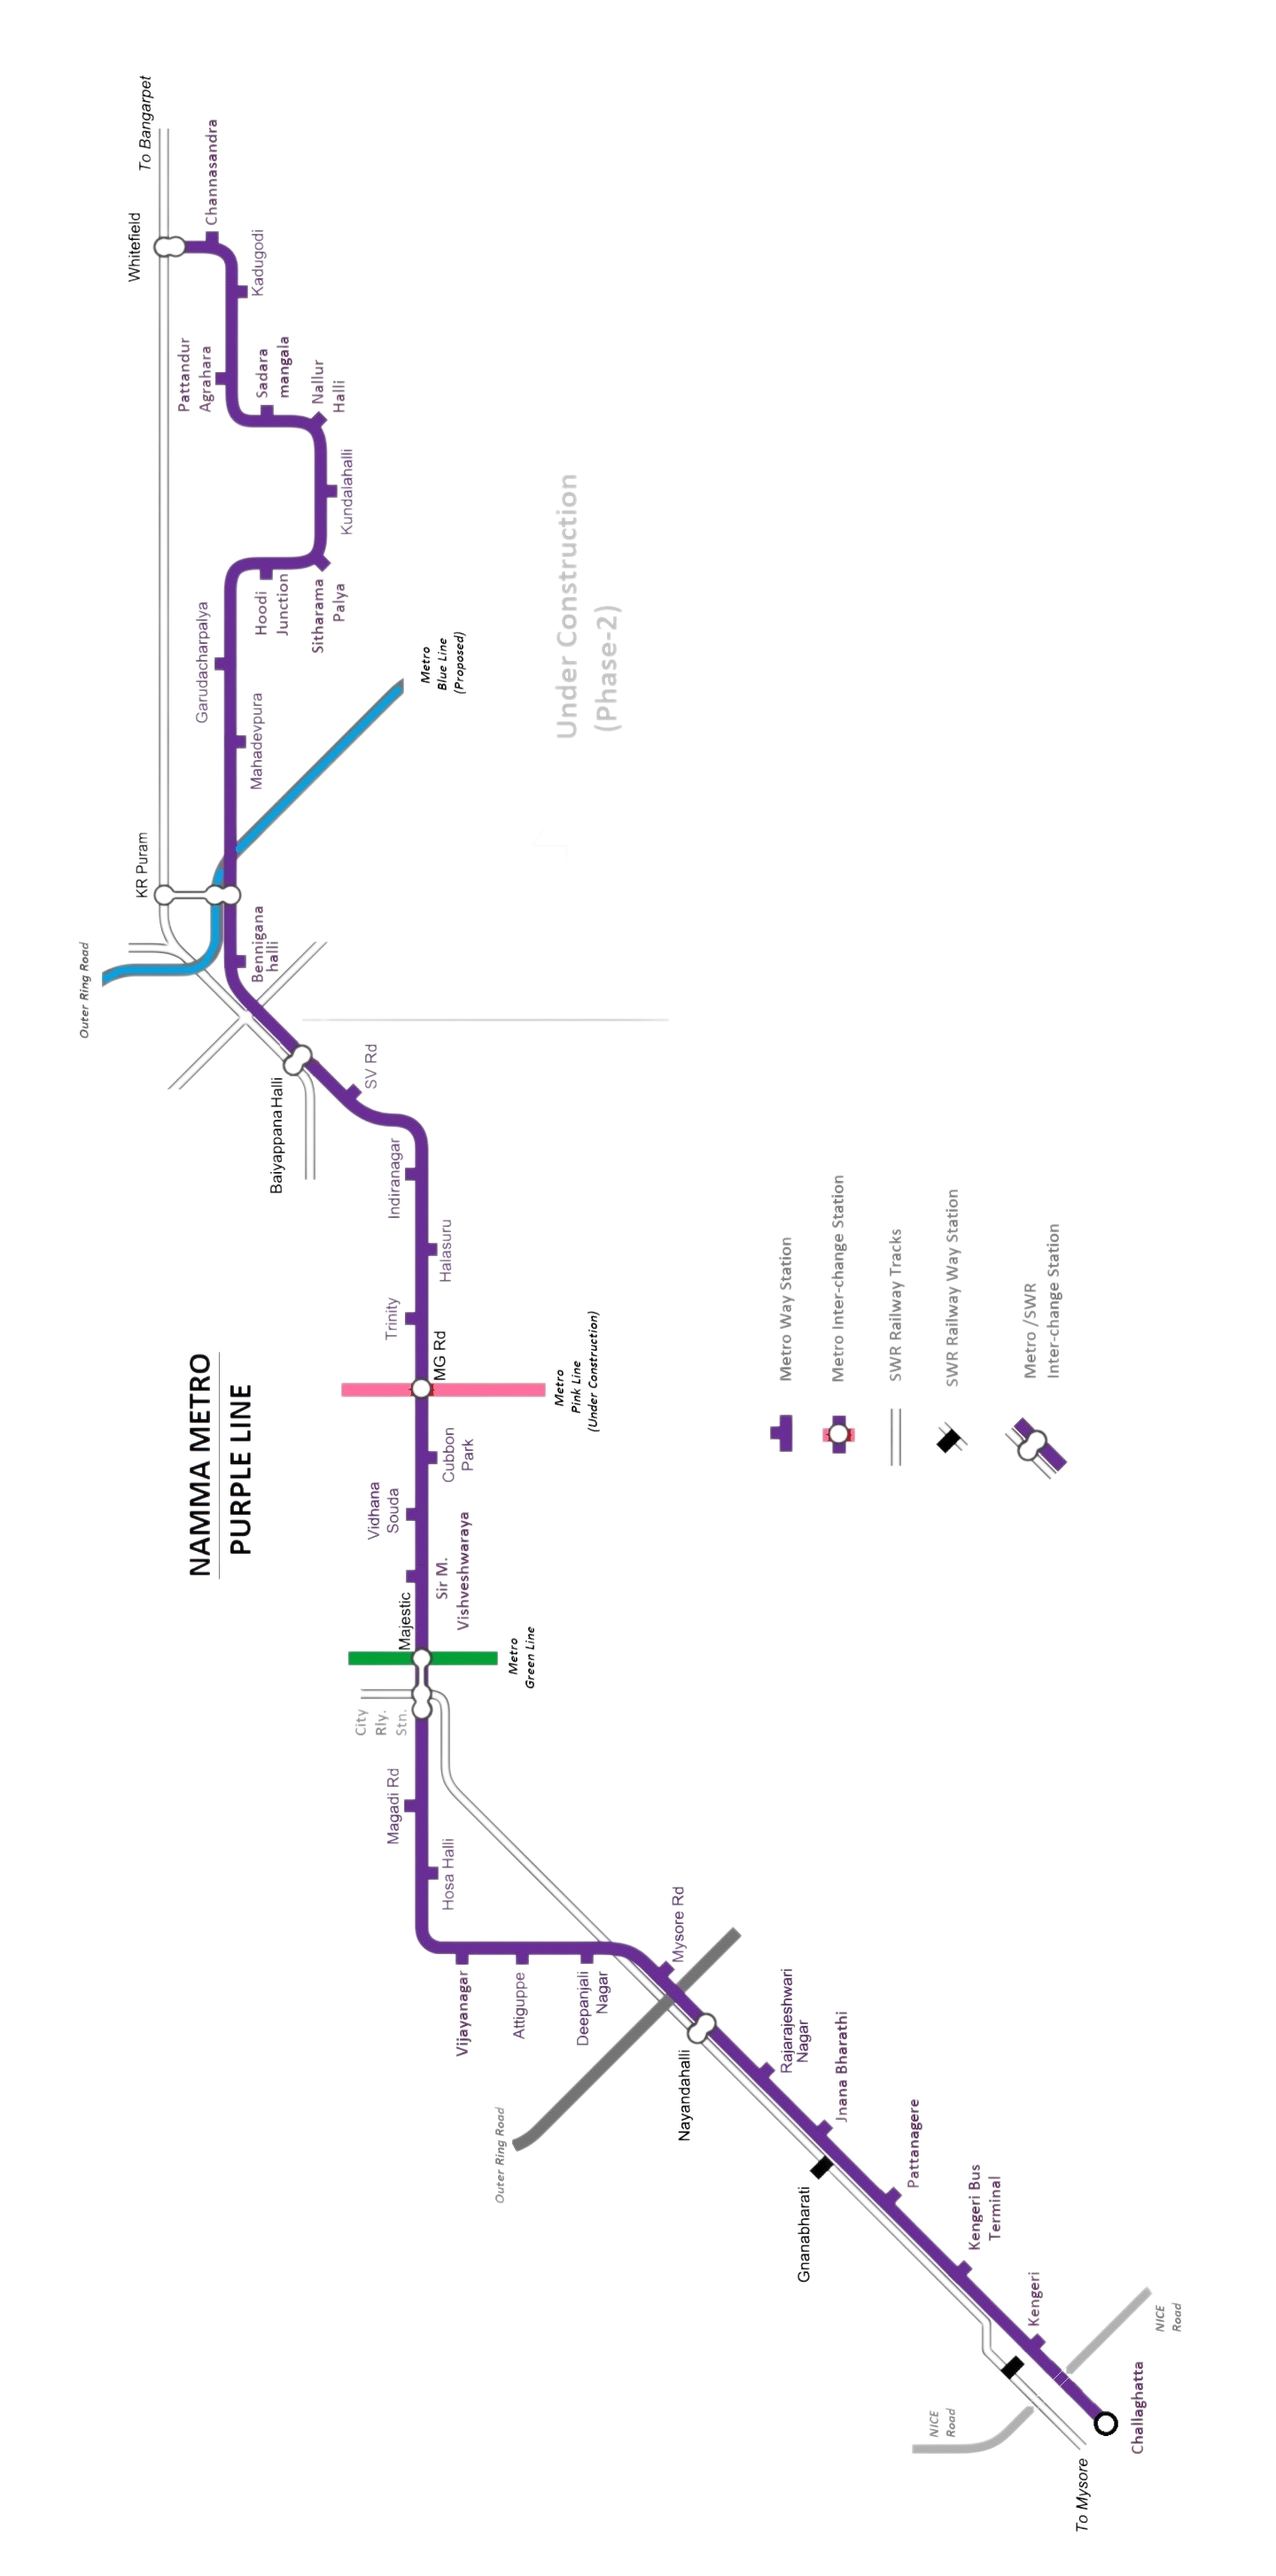 NAMMA METRO
PURPLE LINE
To Bangarpet
Whitefield
Channasandra
Kadugodi
Pattandur
Agrahara
Sadara
mangala
Nallur
Halli
Kundalahalli
Sitharama
Palya
Hoodi
Junction
Garudacharpalya
Mahadevpura
Metro
Blue Line
(Proposed)
Under Construction
(Phase-2)
KR Puram
Outer Ring Road
Bennigana
halli
Baiyappana Halli
SV Rd
Indiranagar
Halasuru
Trinity
MG Rd
Metro
Pink Line
(Under Construction)
Cubbon
Park
Vidhana
Souda
Sir M.
Vishveshwaraya
Majestic
Metro
Green Line
City
Rly.
Stn.
Magadi Rd
Hosa Halli
Vijayanagar
Attiguppe
Deepanjali
Nagar
Mysore Rd
Outer Ring Road
Nayandahalli
Rajarajeshwari
Nagar
Jnana Bharathi
Gnanabharati
Pattanagere
Kengeri Bus
Terminal
Kengeri
NICE
Road
NICE
Road
Challaghatta
To Mysore
Metro Way Station
Metro Inter-change Station
SWR Railway Tracks
SWR Railway Way Station
Metro /SWR
Inter-change Station